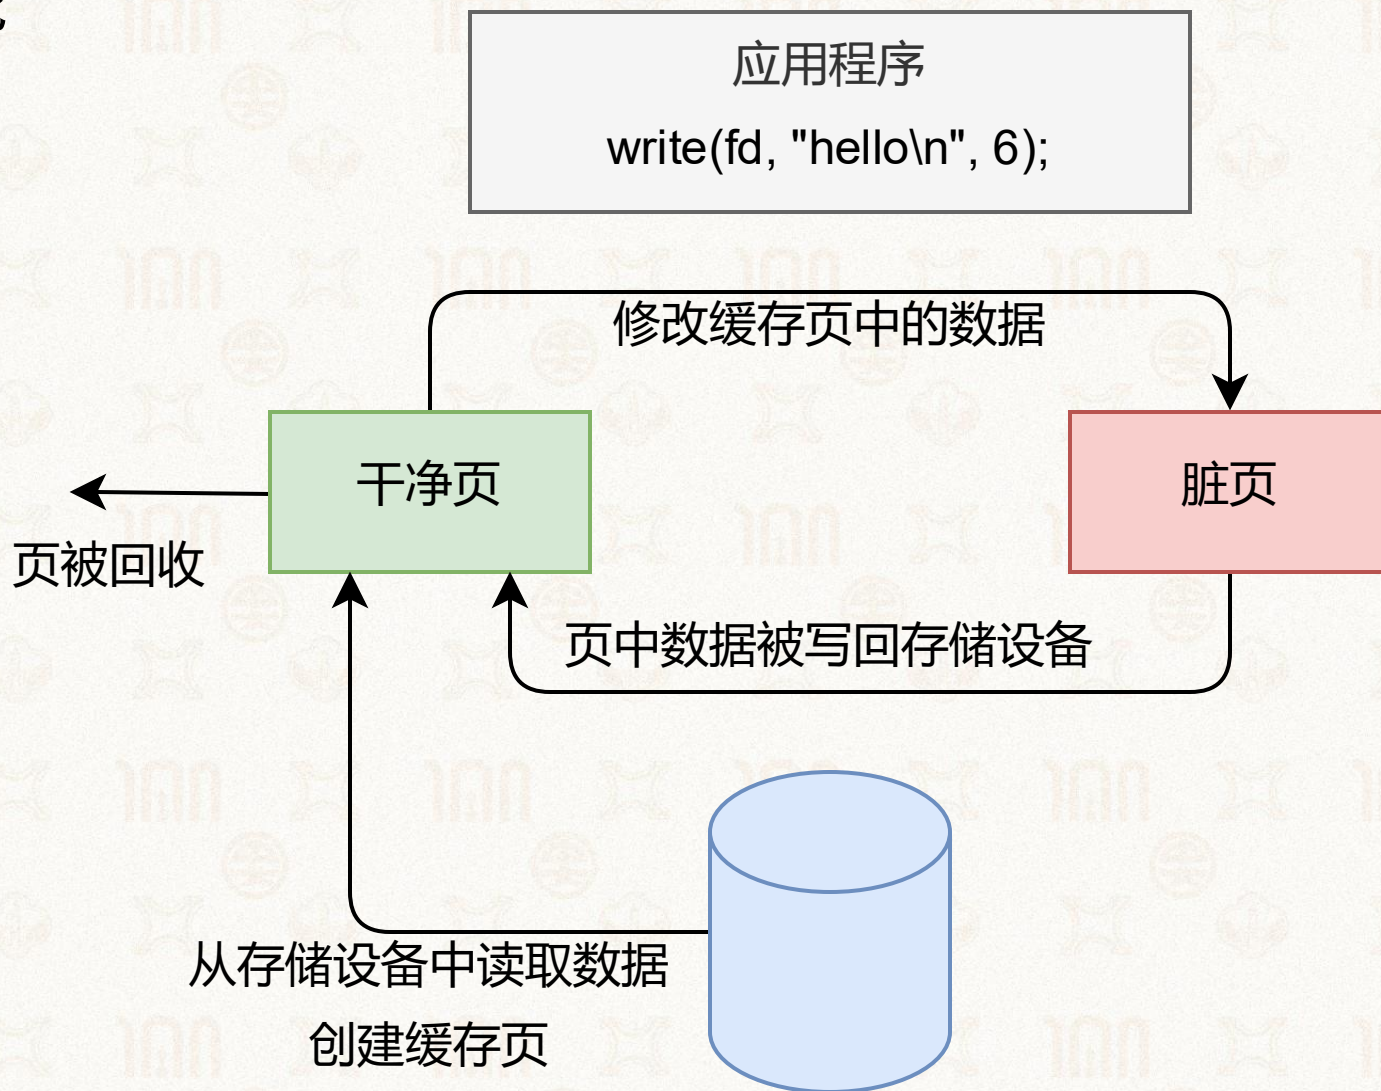 应用程序
write(fd, "hello\n", 6);
修改缓存页中的数据
干净页
脏页
页被回收
页中数据被写回存储设备
从存储设备中读取数据
创建缓存页